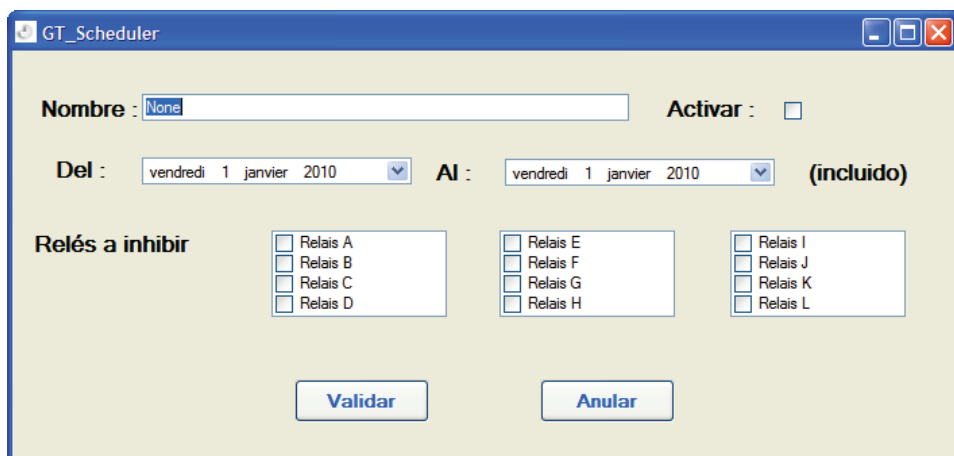 GT_Scheduler
Nombre : None Activar :
Del : vendredi 1 janvier 2010 Al : vendredi 1 janvier 2010 (incluido)
Relés a inhibir
Relais A Relais E Relais I
Relais B Relais F Relais J
Relais C Relais G Relais K
Relais D Relais H Relais L
Validar Anular